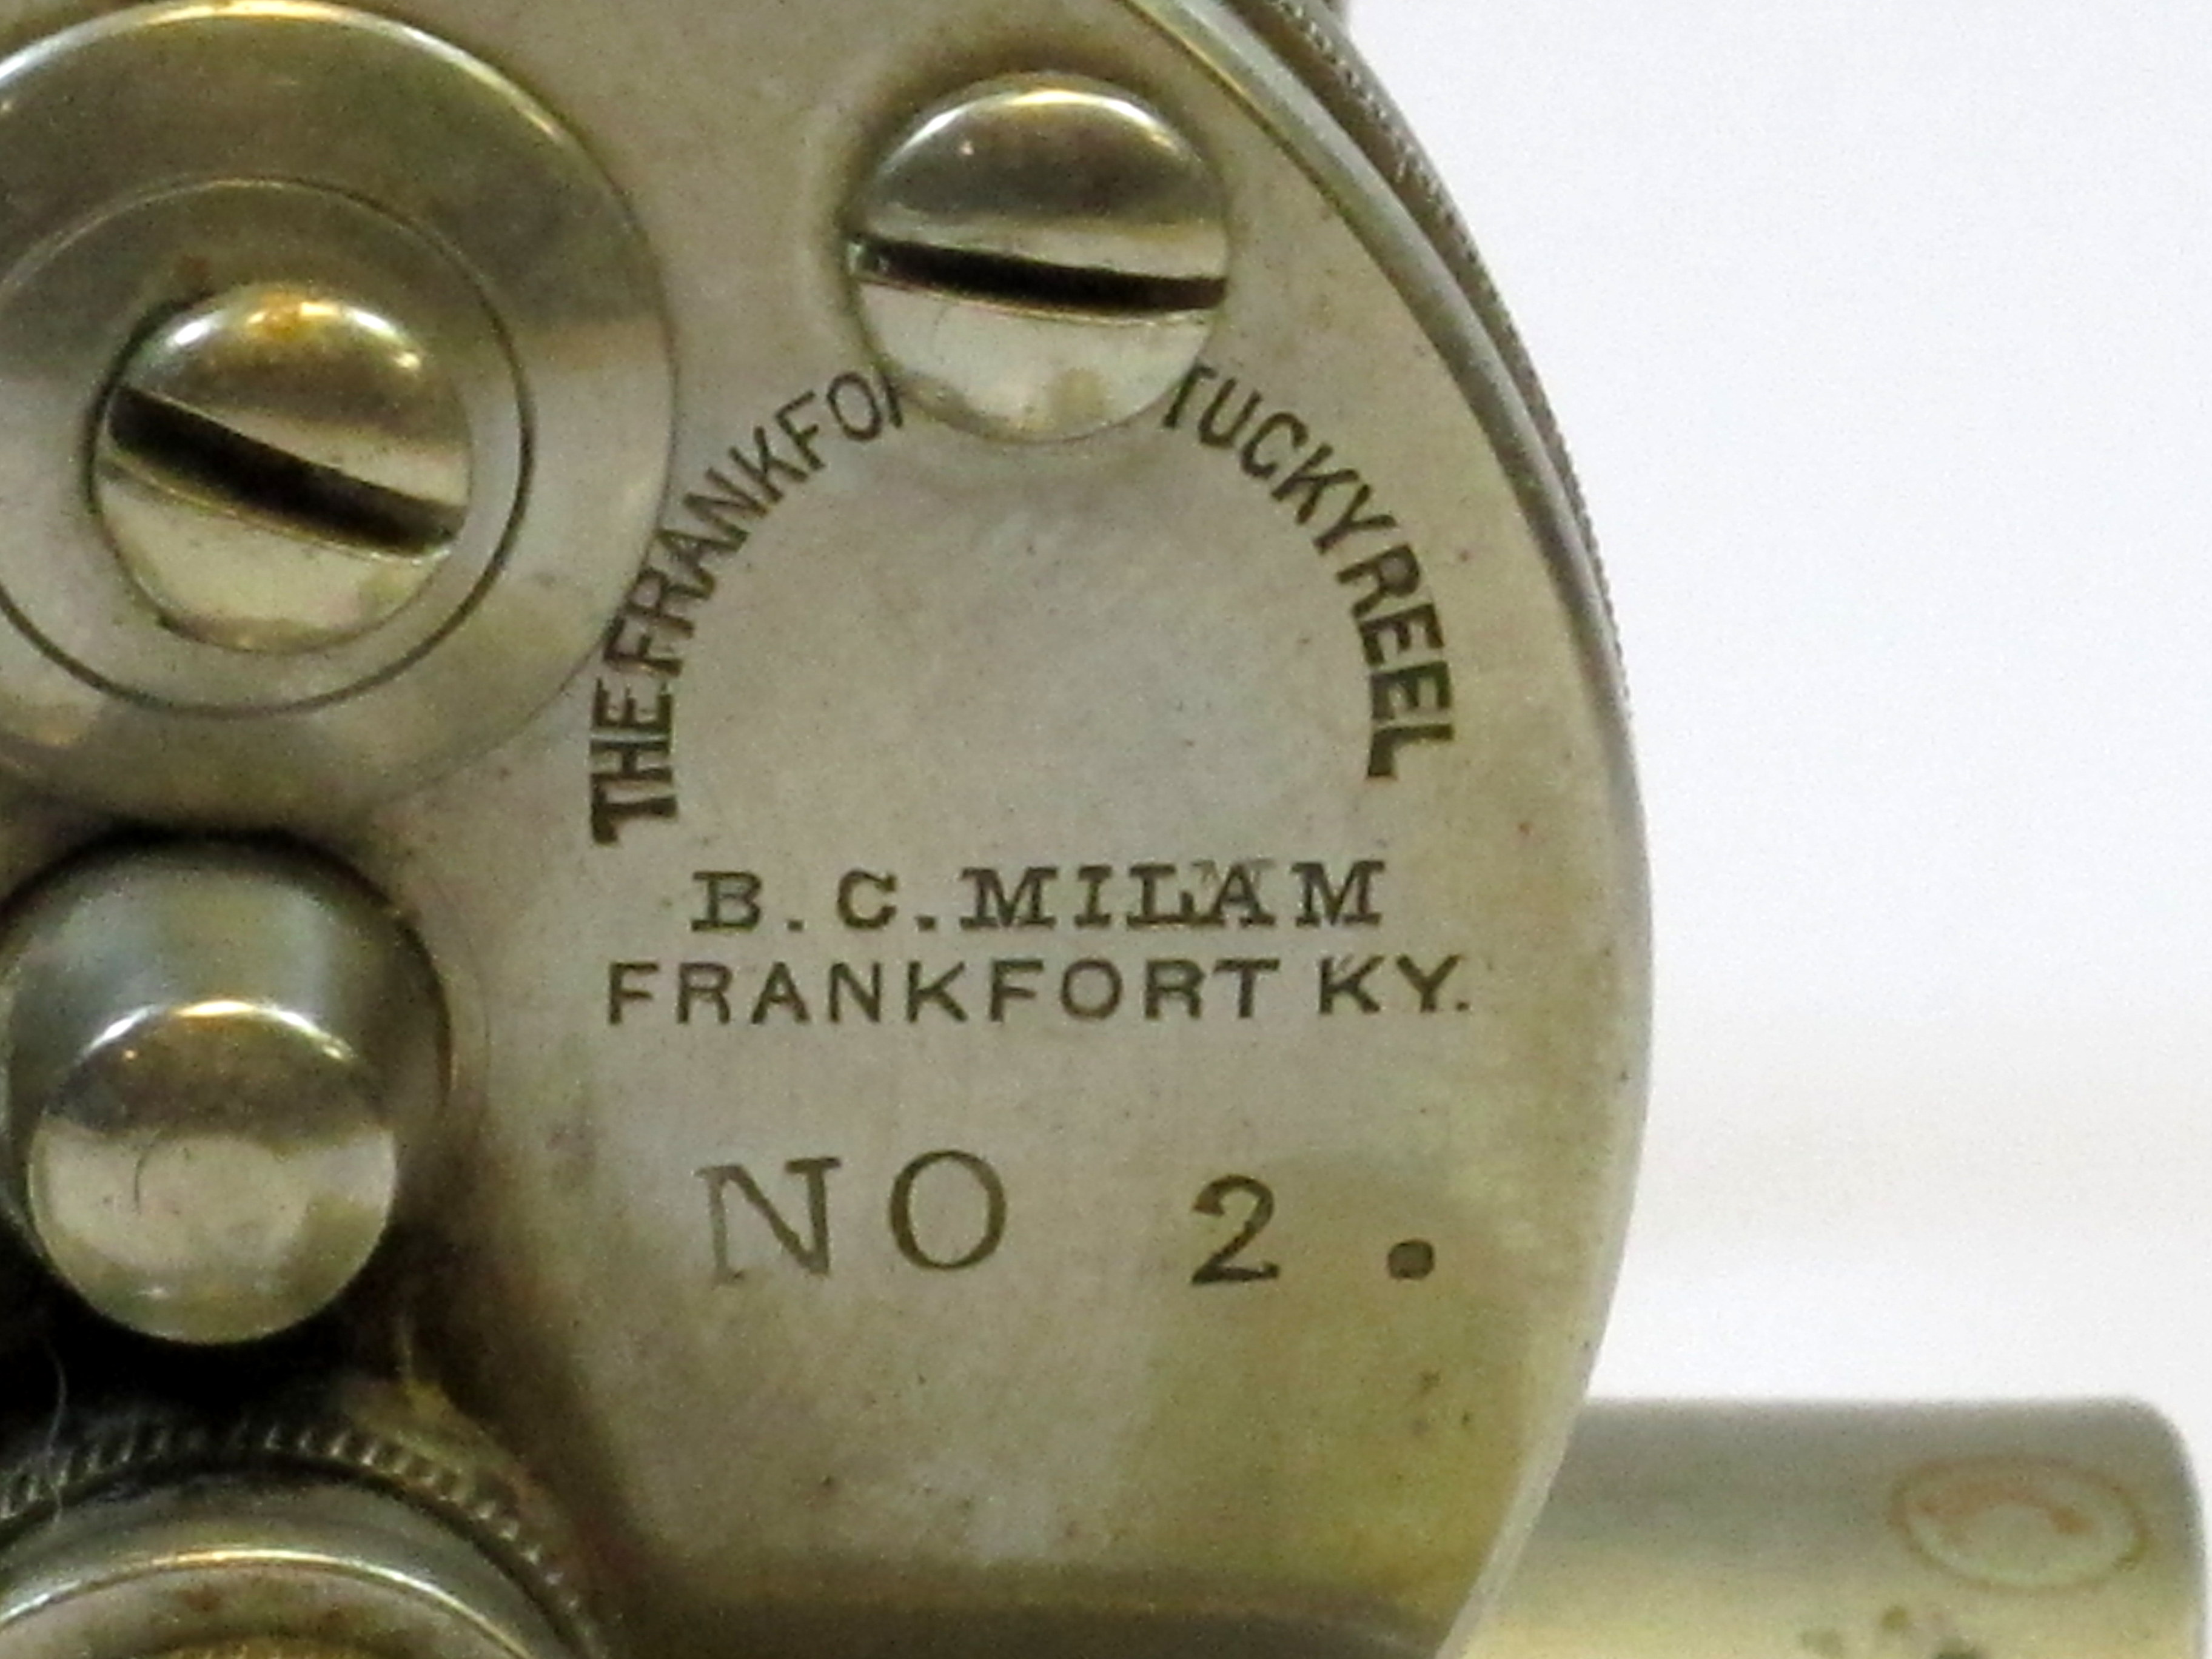 THE FRANKFO TUCKY REEL
B. C. MILAM
FRANKFORT KY.
NO 2.